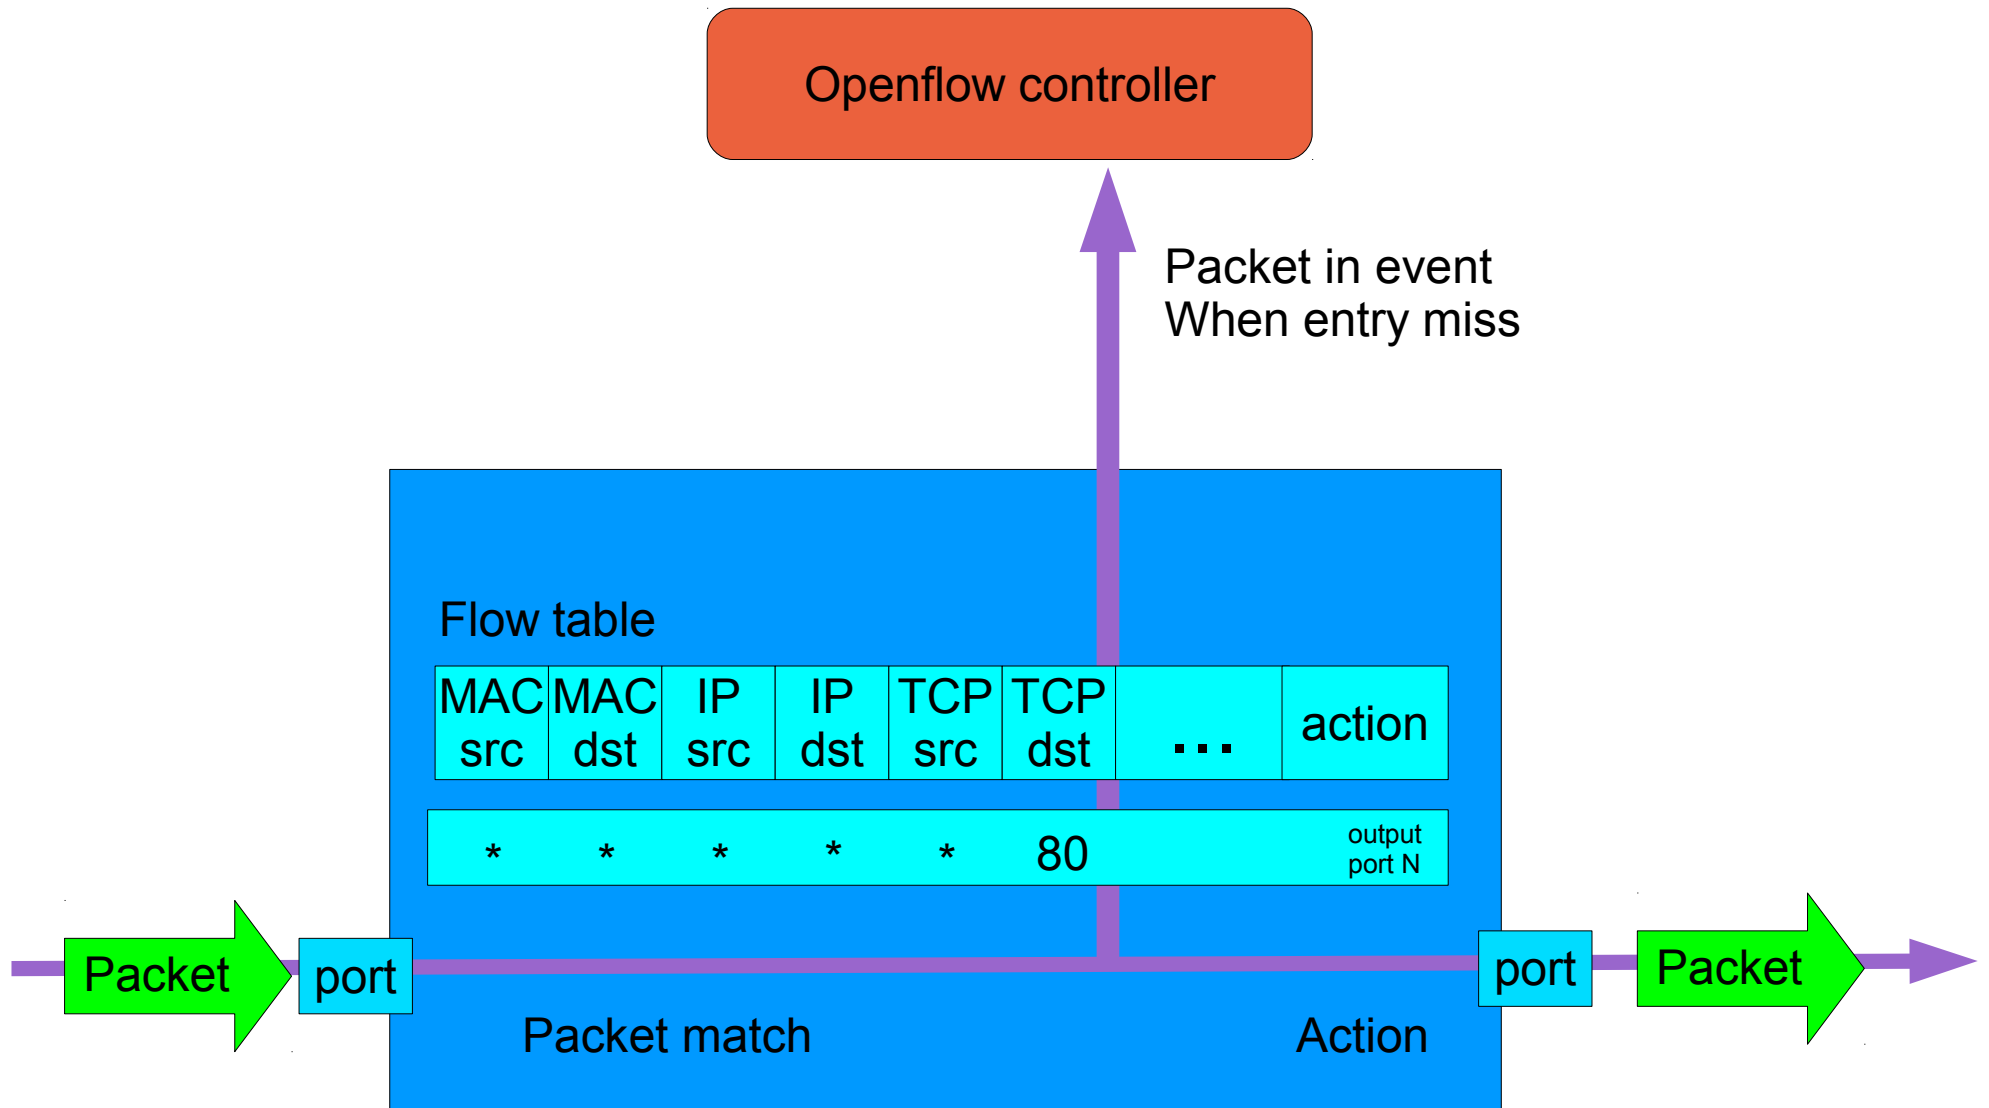 Openflow controller
Packet in event
When entry miss
Flow table
MAC src MAC dst IP src IP dst TCP src TCP dst ... action
* * * * * 80 output port N
Packet port port Packet
Packet match Action